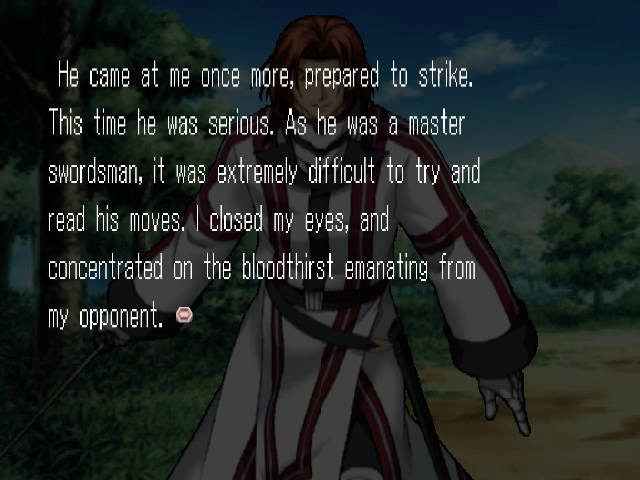 He came at me once more, prepared to strike.
This time he was serious. As he was a master
swordsman, it was extremely difficult to try and
read his moves. I closed my eyes, and
concentrated on the bloodthirst emanating from
my opponent.